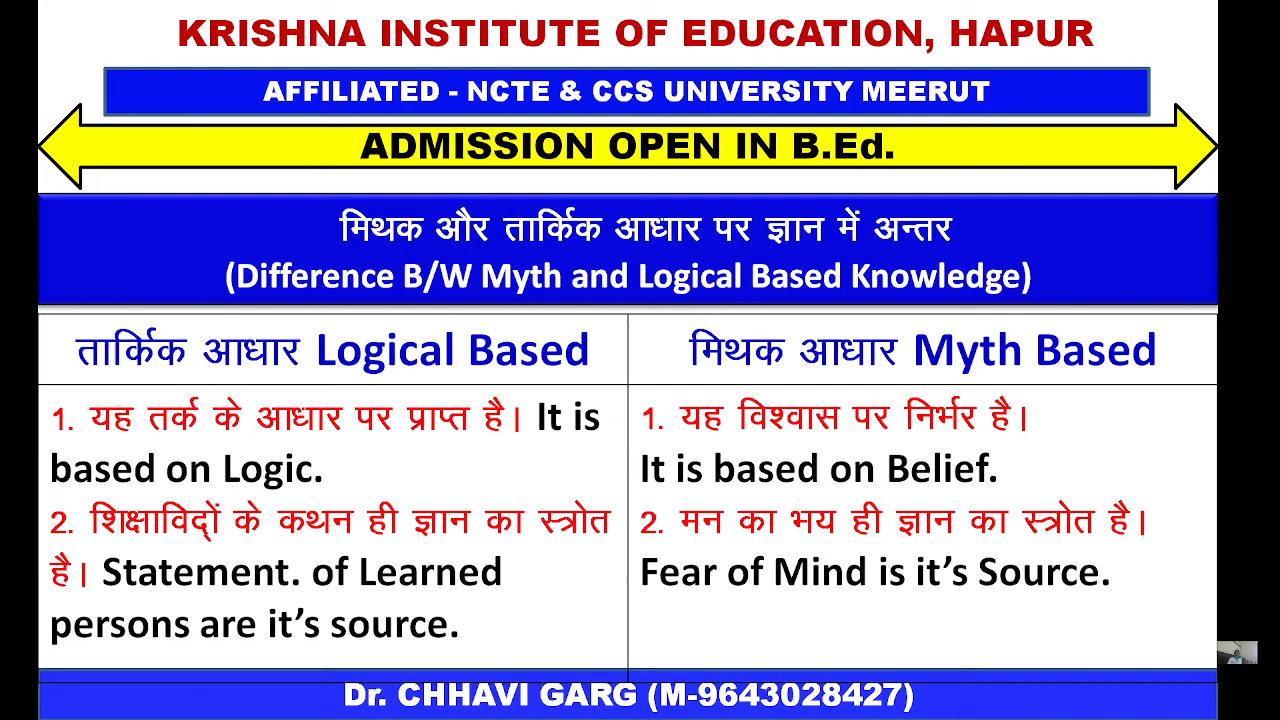 KRISHNA INSTITUTE OF EDUCATION, HAPUR
AFFILIATED - NCTE & CCS UNIVERSITY MEERUT
ADMISSION OPEN IN B.Ed.
मिथक और तार्किक आधार पर ज्ञान में अन्तर
(Difference B/W Myth and Logical Based Knowledge)
तार्किक आधार Logical Based
1. यह तर्क के आधार पर प्राप्त है। It is
based on Logic.
2. शिक्षाविदों के कथन ही ज्ञान का स्त्रोत
है। Statement. of Learned
persons are it’s source.
मिथक आधार Myth Based
1. यह विश्वास पर निर्भर है।
It is based on Belief.
2. मन का भय ही ज्ञान का स्त्रोत है।
Fear of Mind is it’s Source.
Dr. CHHAVI GARG (M-9643028427)